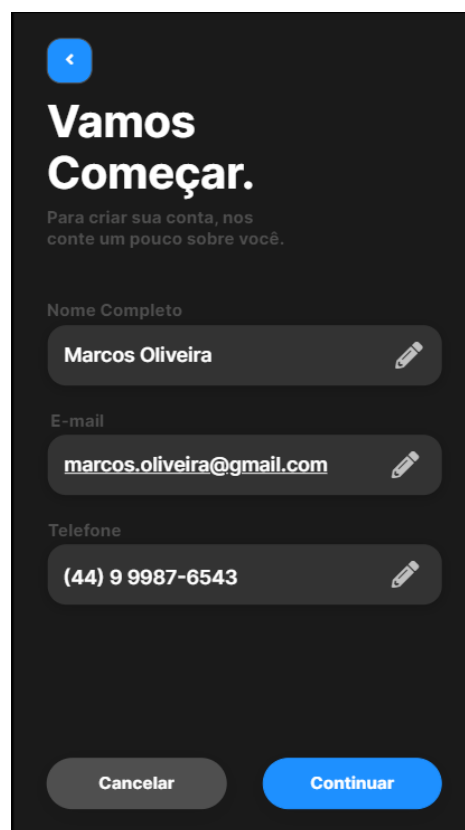 Vamos
Começar.
Para criar sua conta, nos
conte um pouco sobre você.
Nome Completo
Marcos Oliveira
E-mail
marcos.oliveira@gmail.com
Telefone
(44) 9 9987-6543
Cancelar
Continuar